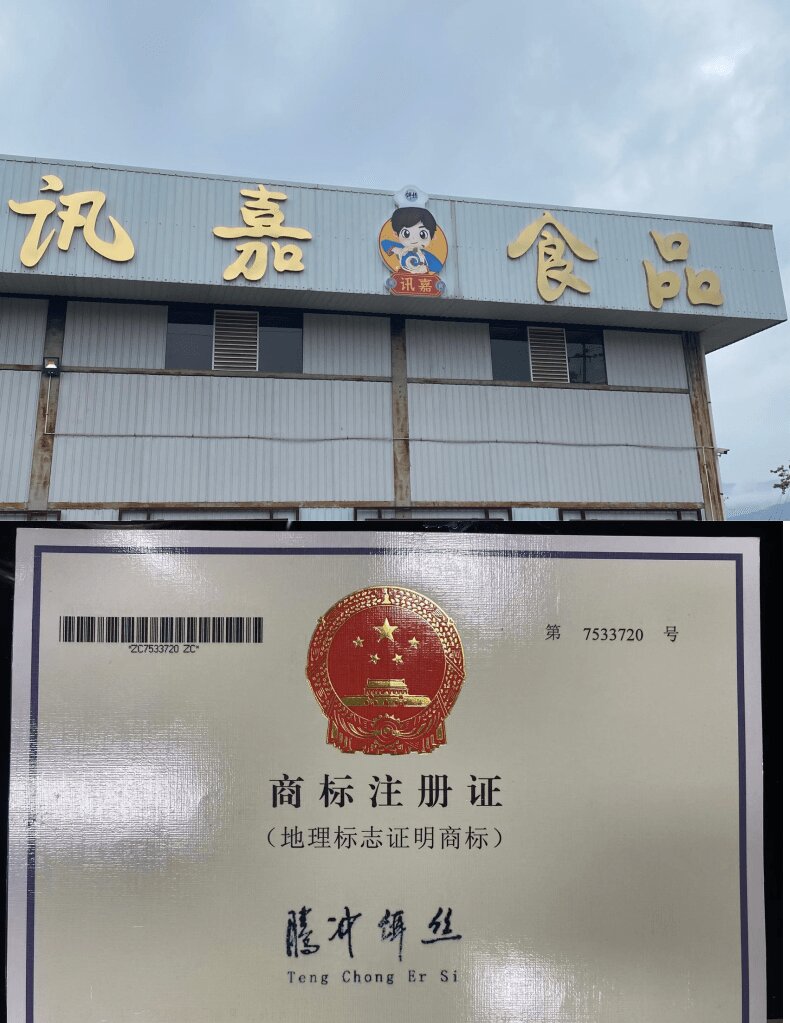 讯嘉食品
讯嘉
第 7533720 号
*ZC7533720 ZC*
商标注册证
（地理标志证明商标）
腾冲饵丝
Teng Chong Er Si